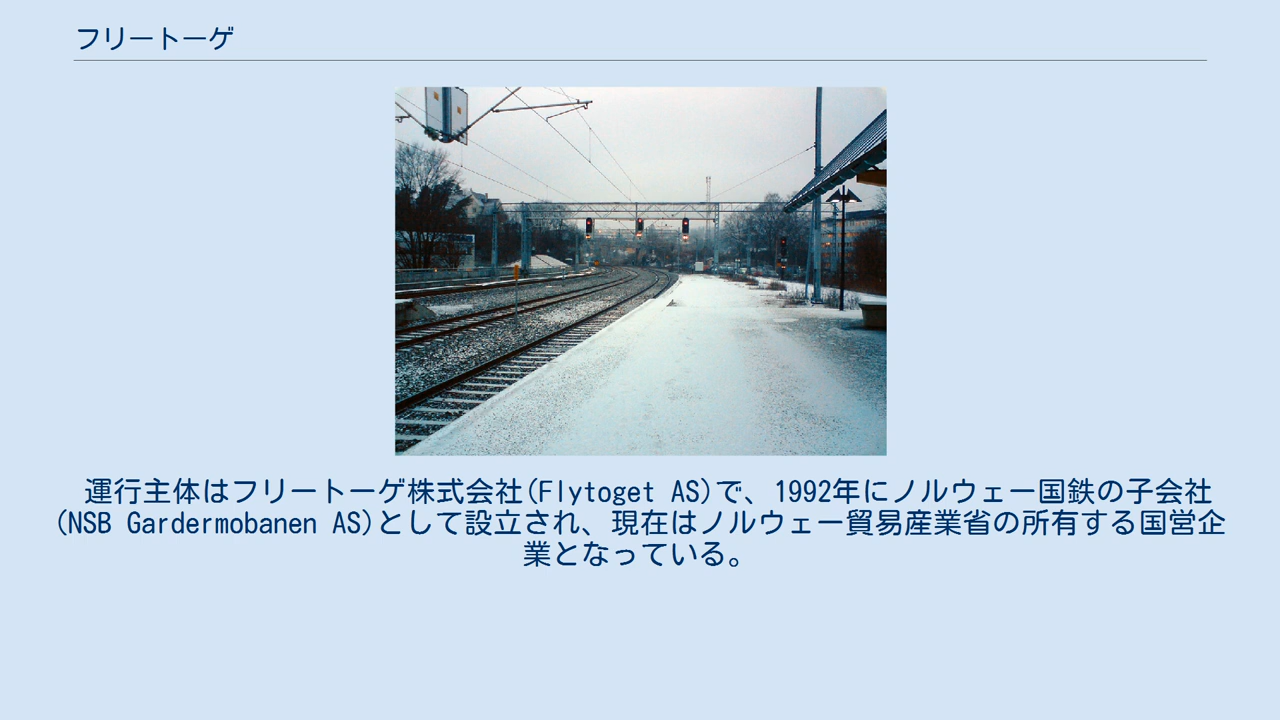 フリートーゲ
運行主体はフリートーゲ株式会社(Flytoget AS)で、1992年にノルウェー国鉄の子会社
(NSB Gardermobanen AS)として設立され、現在はノルウェー貿易産業省の所有する国営企
業となっている。